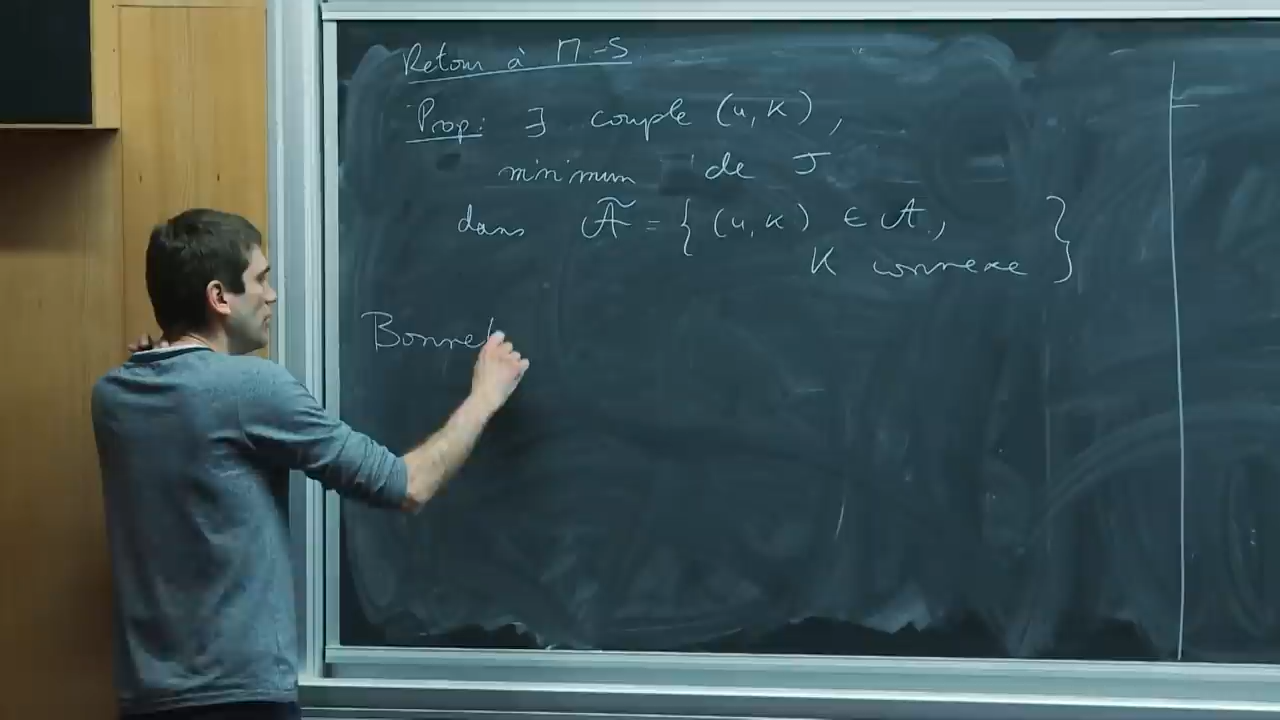 Retour à M-S
Prop: ∃ couple (u, K),
minimum de J
dans Ã = { (u, K) ∈ A,
K connexe }
Bonnet